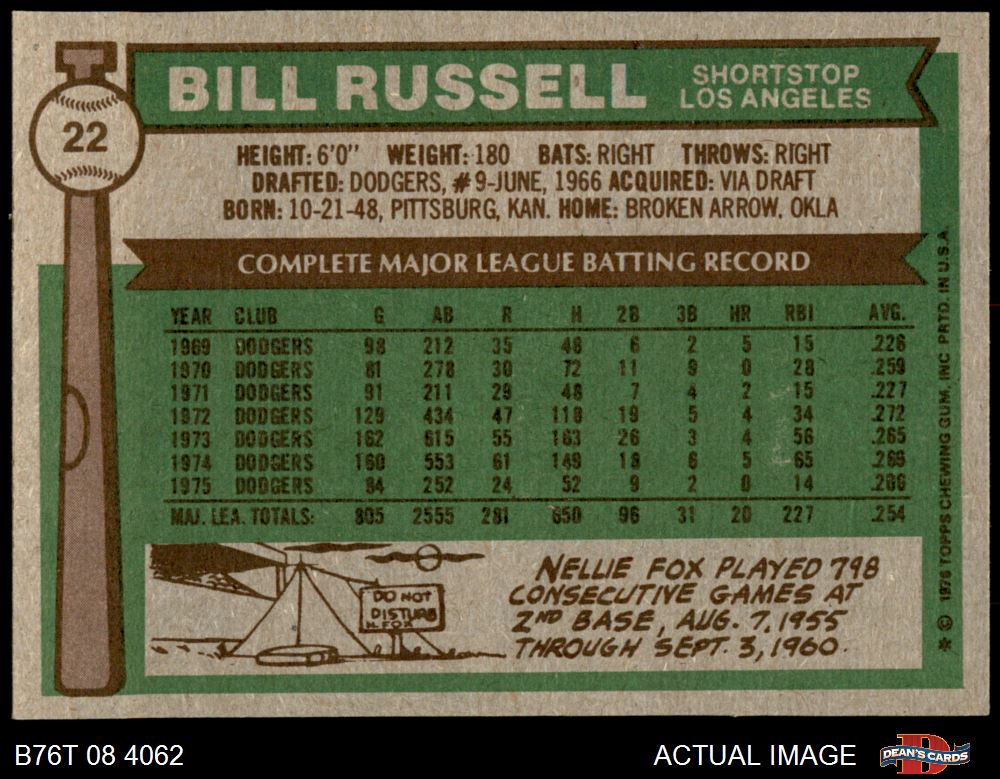 BILL RUSSELL
SHORTSTOP
LOS ANGELES
22
HEIGHT: 6'0" WEIGHT: 180 BATS: RIGHT THROWS: RIGHT
DRAFTED: DODGERS, #9-JUNE, 1966 ACQUIRED: VIA DRAFT
BORN: 10-21-48, PITTSBURG, KAN. HOME: BROKEN ARROW, OKLA
COMPLETE MAJOR LEAGUE BATTING RECORD
YEAR CLUB G AB R H 2B 3B HR RBI AVG.
1969 DODGERS 98 212 35 48 6 2 5 15 .226
1970 DODGERS 81 278 30 72 11 9 0 28 .259
1971 DODGERS 91 211 29 48 7 4 2 15 .227
1972 DODGERS 129 434 47 118 19 5 4 34 .272
1973 DODGERS 162 615 55 163 26 3 4 56 .265
1974 DODGERS 160 553 61 149 18 6 5 65 .269
1975 DODGERS 84 252 24 52 9 2 0 14 .206
MAJ. LEA. TOTALS: 805 2555 281 650 96 31 20 227 .254
DO NOT
DISTURB
N. FOX
NELLIE FOX PLAYED 798
CONSECUTIVE GAMES AT
2ND BASE, AUG. 7, 1955
THROUGH SEPT. 3, 1960.
* © 1976 TOPPS CHEWING GUM, INC. PRTD. IN U.S.A.
B76T 08 4062
ACTUAL IMAGE
DEAN'S CARDS